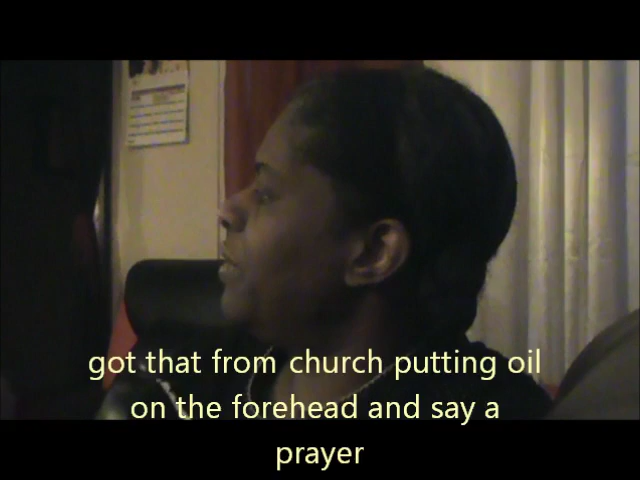 got that from church putting oil
on the forehead and say a
prayer